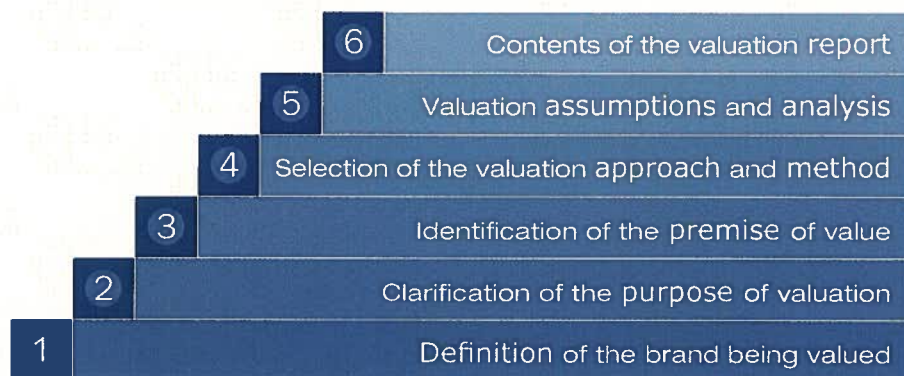 6 Contents of the valuation report
5 Valuation assumptions and analysis
4 Selection of the valuation approach and method
3 Identification of the premise of value
2 Clarification of the purpose of valuation
1 Definition of the brand being valued